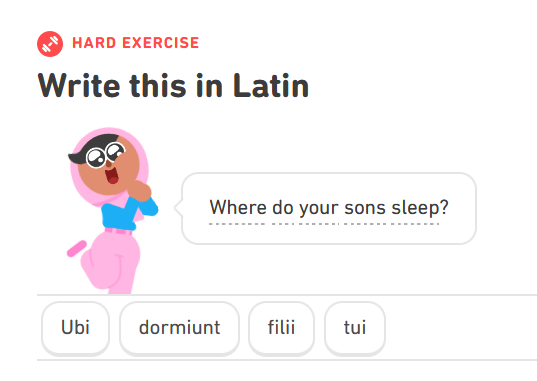 HARD EXERCISE
Write this in Latin
Where do your sons sleep?
Ubi dormiunt filii tui